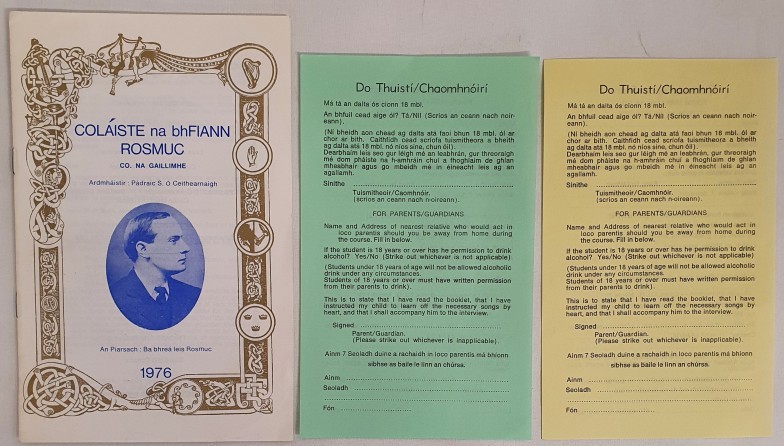 COLÁISTE na bhFIANN
ROSMUC
CO. NA GAILLIMHE
Ardmháistir : Pádraic S. ó Ceithearnaigh
An Piarsach : Ba bhreá leis Rosmuc
1976
Do Thuistí/Chaomhnóirí
Má tá an dalta ós cionn 18 mbl.
An bhfuil cead aige ól? Tá/Níl (Scrios an ceann nach noir-
eann).
(Ní bheidh aon chead ag dalta atá faoi bhun 18 mbl. ól ar
chor ar bith. Caithfidh cead scríofa tuismitheora a bheith
ag dalta atá 18 mbl. nó níos sine, chun óil).
Dearbhaím leis seo gur léigh mé an leabhrán, gur threoraigh
mé dom pháiste na h-amhráin chuí a fhoghlaim de ghlan
mheabhair agus go mbeidh mé in éineacht leis ag an
agallamh.
Sínithe
Tuismitheoir/Caomhnóir.
(scrios an ceann nach n-oireann).
FOR PARENTS/GUARDIANS
Name and Address of nearest relative who would act in
loco parentis should you be away from home during
the course. Fill in below.
If the student is 18 years or over has he permission to drink
alcohol? Yes/No (Strike out whichever is not applicable)
(Students under 18 years of age will not be allowed alcoholic
drink under any circumstances.
Students of 18 years or over must have written permission
from their parents to drink).
This is to state that I have read the booklet, that I have
instructed my child to learn off the necessary songs by
heart, and that I shall accompany him to the interview.
Signed
Parent/Guardian.
(Please strike out whichever is inapplicable).
Ainm 7 Seoladh duine a rachaidh in loco parentis má bhíonn
sibhse as baile le linn an chúrsa.
Ainm
Seoladh
Fón
Do Thuistí/Chaomhnóirí
Má tá an dalta ós cionn 18 mbl.
An bhfuil cead aige ól? Tá/Níl (Scrios an ceann nach noir-
eann).
(Ní bheidh aon chead ag dalta atá faoi bhun 18 mbl. ól ar
chor ar bith. Caithfidh cead scríofa tuismitheora a bheith
ag dalta atá 18 mbl. nó níos sine, chun óil).
Dearbhaím leis seo gur léigh mé an leabhrán, gur threoraigh
mé dom pháiste na h-amhráin chuí a fhoghlaim de ghlan
mheabhair agus go mbeidh mé in éineacht leis ag an
agallamh.
Sínithe
Tuismitheoir/Caomhnóir.
(scrios an ceann nach n-oireann).
FOR PARENTS/GUARDIANS
Name and Address of nearest relative who would act in
loco parentis should you be away from home during
the course. Fill in below.
If the student is 18 years or over has he permission to drink
alcohol? Yes/No (Strike out whichever is not applicable)
(Students under 18 years of age will not be allowed alcoholic
drink under any circumstances.
Students of 18 years or over must have written permission
from their parents to drink).
This is to state that I have read the booklet, that I have
instructed my child to learn off the necessary songs by
heart, and that I shall accompany him to the interview.
Signed
Parent/Guardian.
(Please strike out whichever is inapplicable).
Ainm 7 Seoladh duine a rachaidh in loco parentis má bhíonn
sibhse as baile le linn an chúrsa.
Ainm
Seoladh
Fón